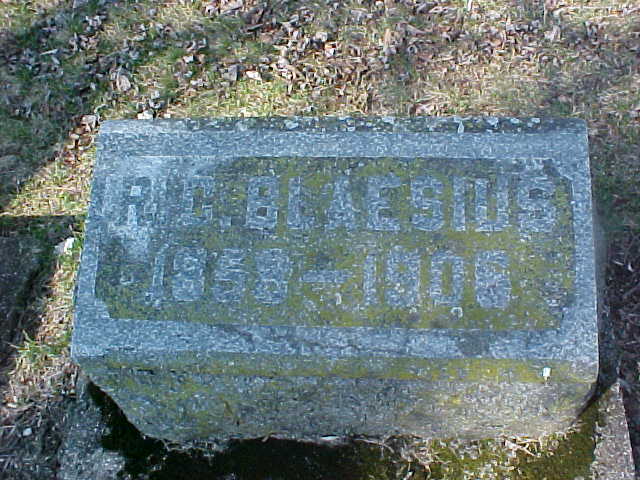 R. C. BLAESIUS
1858 – 1906